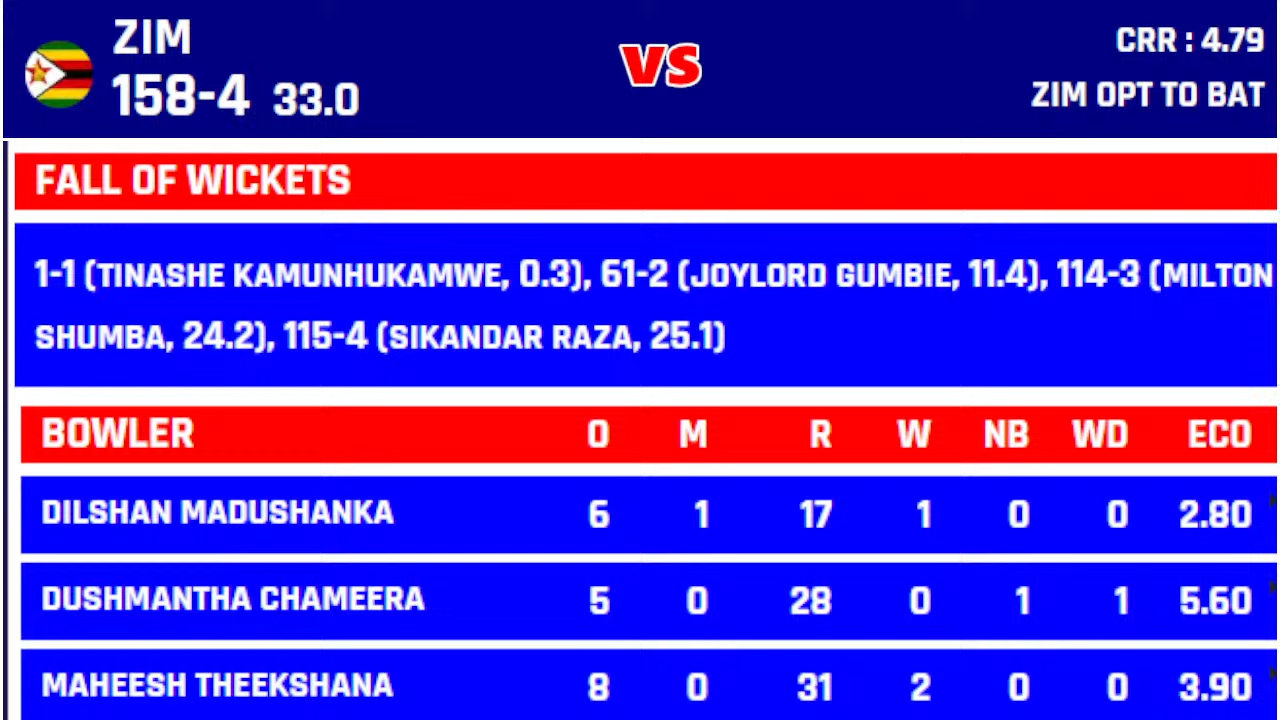 ZIM
158-4 33.0
VS
CRR : 4.79
ZIM OPT TO BAT
FALL OF WICKETS
1-1 (TINASHE KAMUNHUKAMWE, 0.3), 61-2 (JOYLORD GUMBIE, 11.4), 114-3 (MILTON
SHUMBA, 24.2), 115-4 (SIKANDAR RAZA, 25.1)
BOWLER O M R W NB WD ECO
DILSHAN MADUSHANKA 6 1 17 1 0 0 2.80
DUSHMANTHA CHAMEERA 5 0 28 0 1 1 5.60
MAHEESH THEEKSHANA 8 0 31 2 0 0 3.90